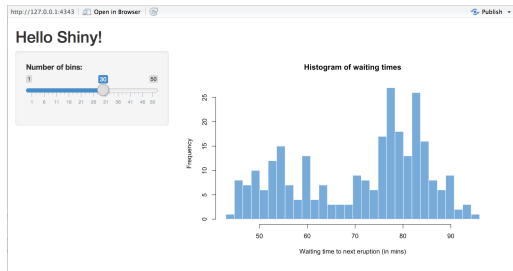 http://127.0.0.1:4343
Open in Browser
Publish
Hello Shiny!
Number of bins:
1 30 50
1 6 11 16 21 26 31 36 41 46 50
Histogram of waiting times
Frequency
25
20
15
10
5
0
50 60 70 80 90
Waiting time to next eruption (in mins)